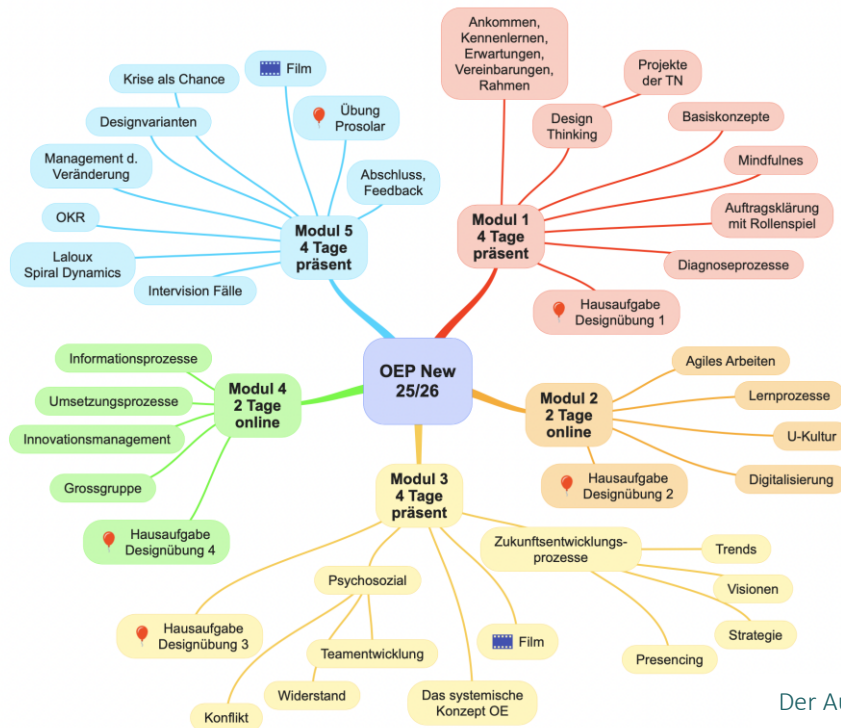 OEP New
25/26
Modul 1
4 Tage
präsent
Ankommen,
Kennenlernen,
Erwartungen,
Vereinbarungen,
Rahmen
Design
Thinking
Projekte
der TN
Basiskonzepte
Mindfulnes
Auftragsklärung
mit Rollenspiel
Diagnoseprozesse
Hausaufgabe
Designübung 1
Modul 2
2 Tage
online
Agiles Arbeiten
Lernprozesse
U-Kultur
Digitalisierung
Hausaufgabe
Designübung 2
Modul 3
4 Tage
präsent
Zukunftsentwicklungs-
prozesse
Trends
Visionen
Strategie
Presencing
Film
Das systemische
Konzept OE
Psychosozial
Teamentwicklung
Widerstand
Konflikt
Hausaufgabe
Designübung 3
Modul 4
2 Tage
online
Informationsprozesse
Umsetzungsprozesse
Innovationsmanagement
Grossgruppe
Hausaufgabe
Designübung 4
Modul 5
4 Tage
präsent
Krise als Chance
Designvarianten
Management d.
Veränderung
OKR
Laloux
Spiral Dynamics
Intervision Fälle
Film
Übung
Prosolar
Abschluss,
Feedback
Der